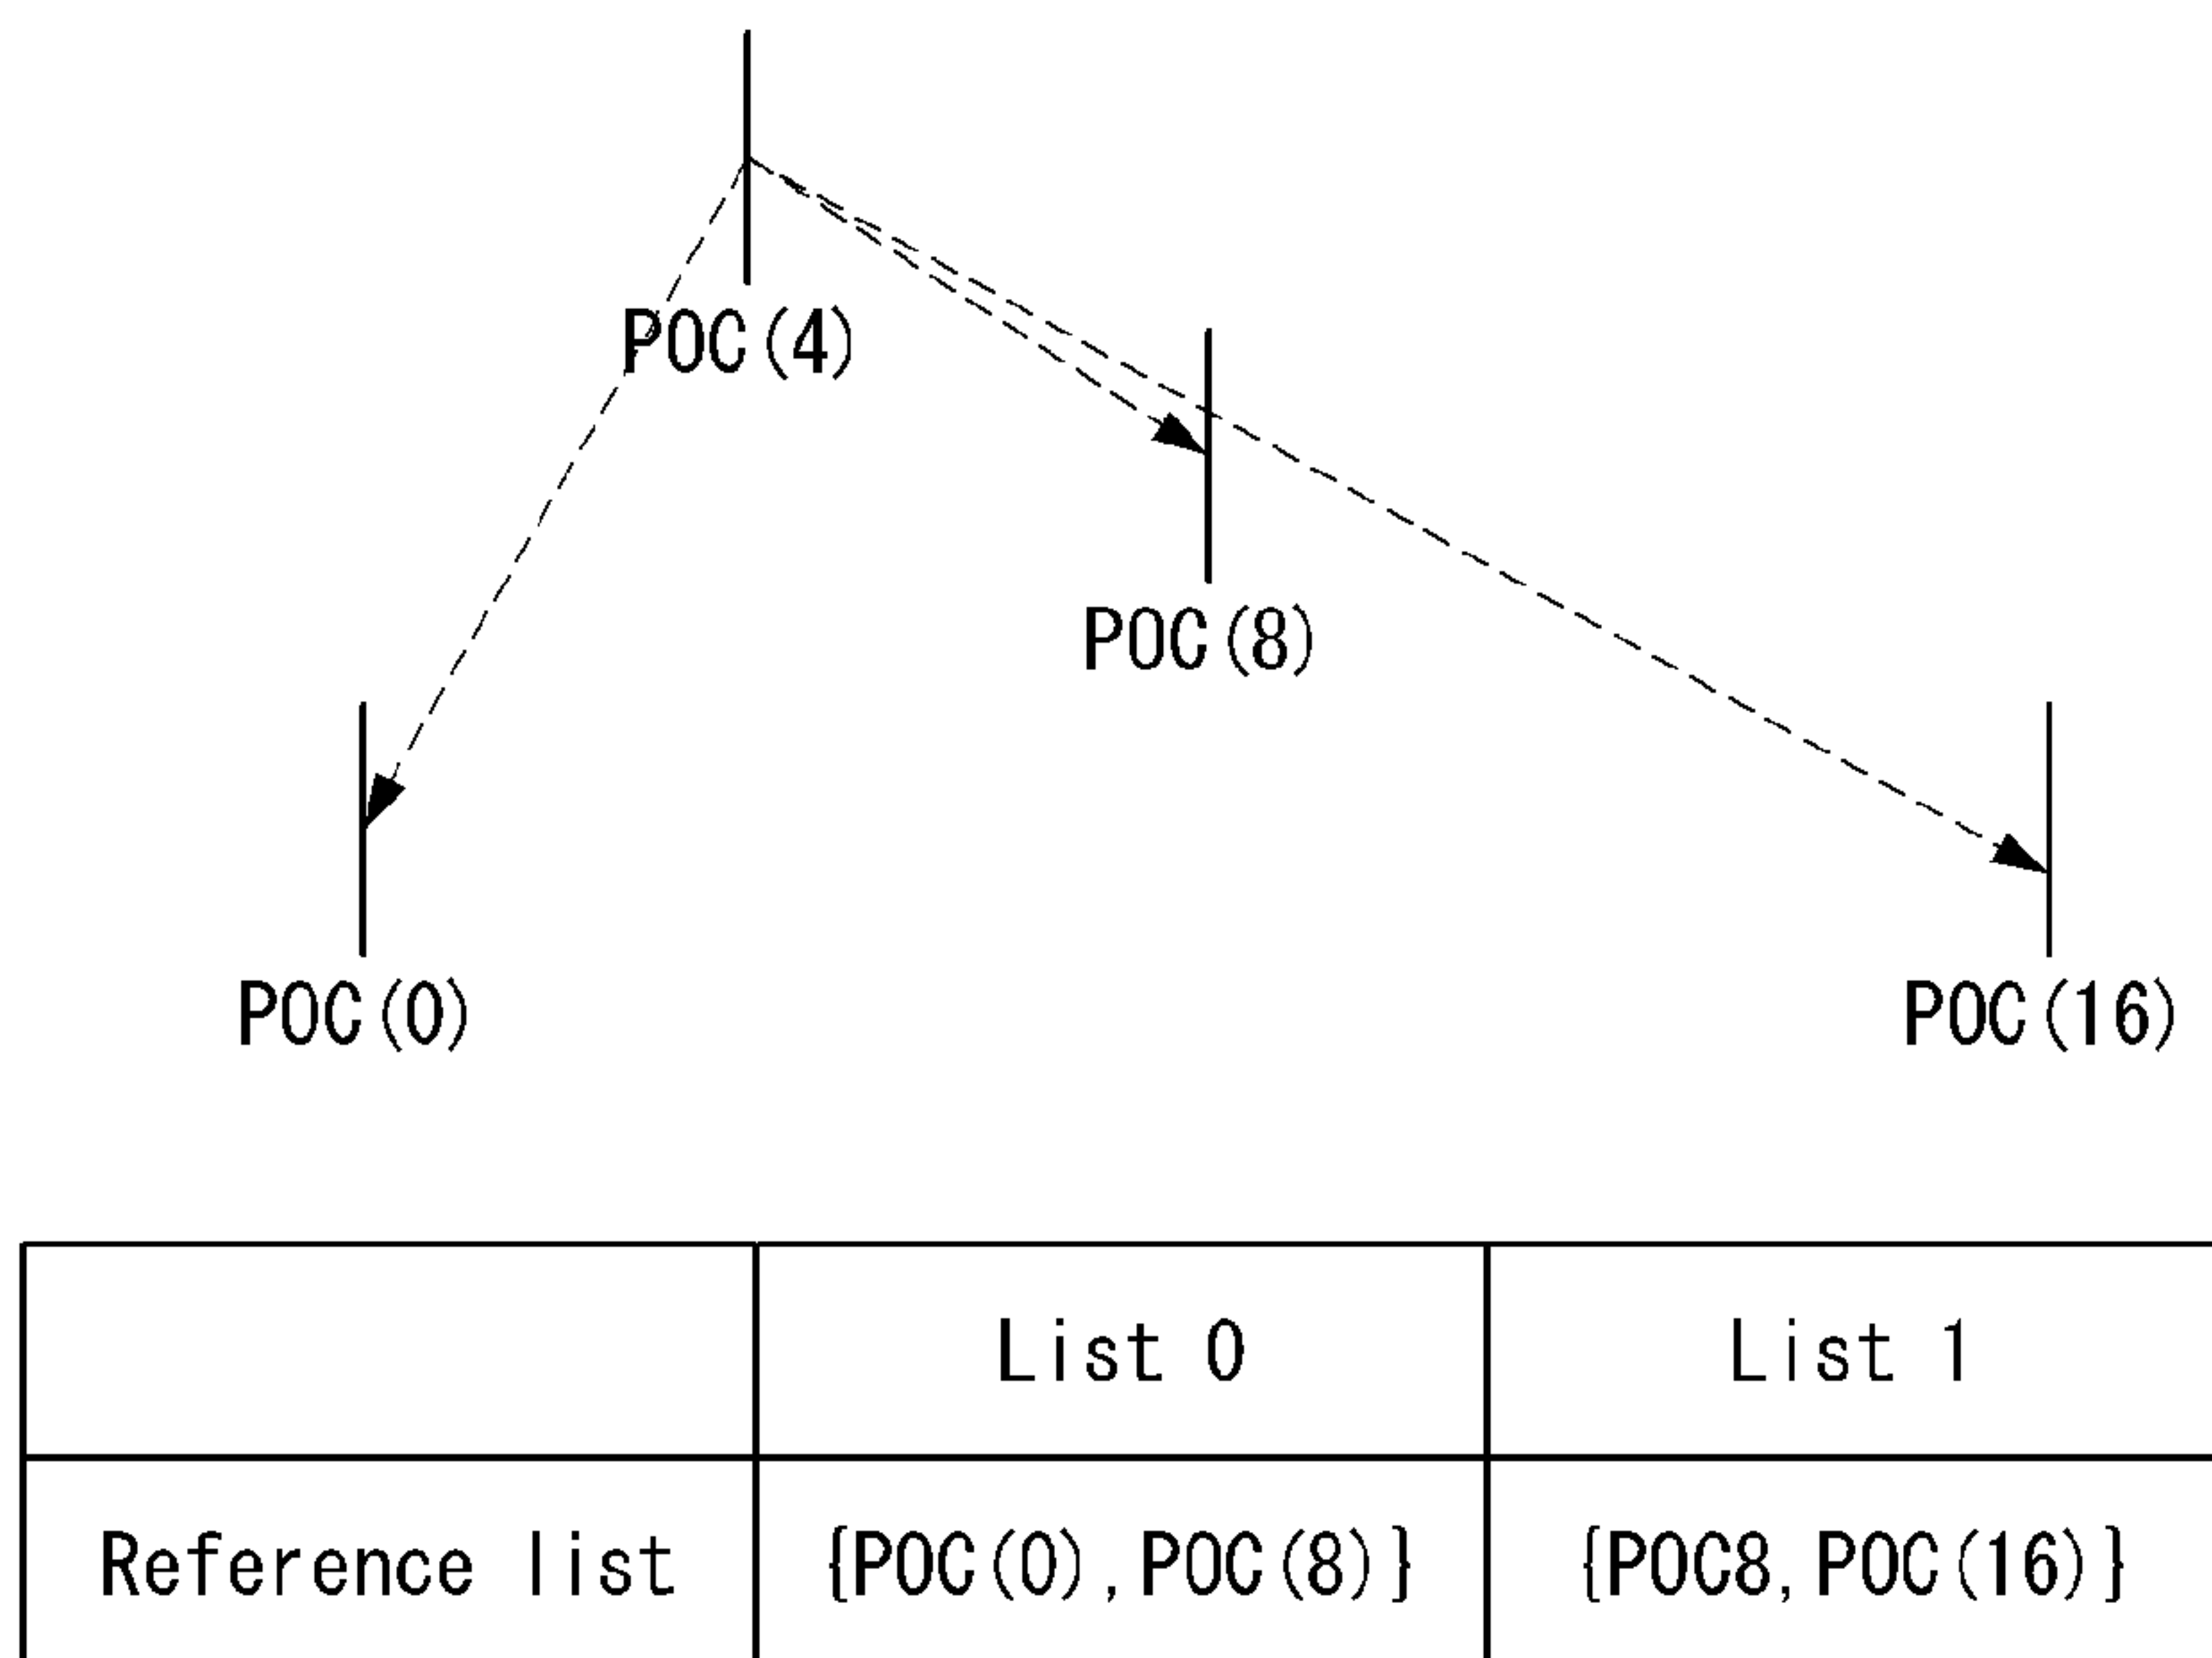 POC(4)
POC(8)
POC(0) POC(16)
List 0 List 1
Reference list {POC(0),POC(8)} {POC8,POC(16)}